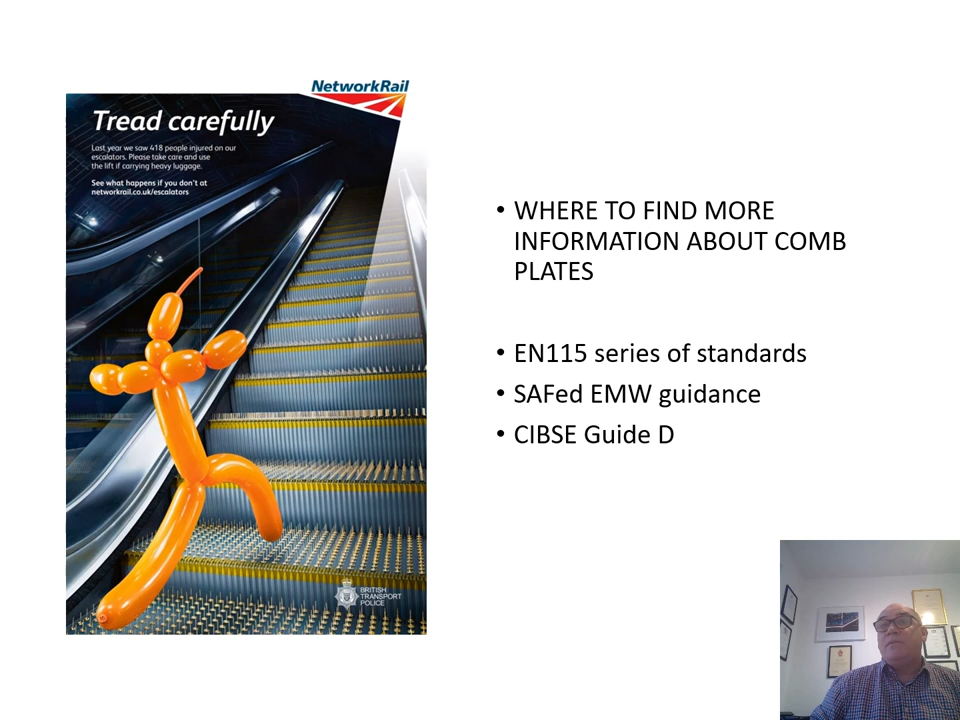 NetworkRail
Tread carefully
Last year we saw 418 people injured on our
escalators. Please take care and use
the lift if carrying heavy luggage.
See what happens if you don't at
networkrail.co.uk/escalators
BRITISH
TRANSPORT
POLICE
• WHERE TO FIND MORE
INFORMATION ABOUT COMB
PLATES
• EN115 series of standards
• SAFed EMW guidance
• CIBSE Guide D